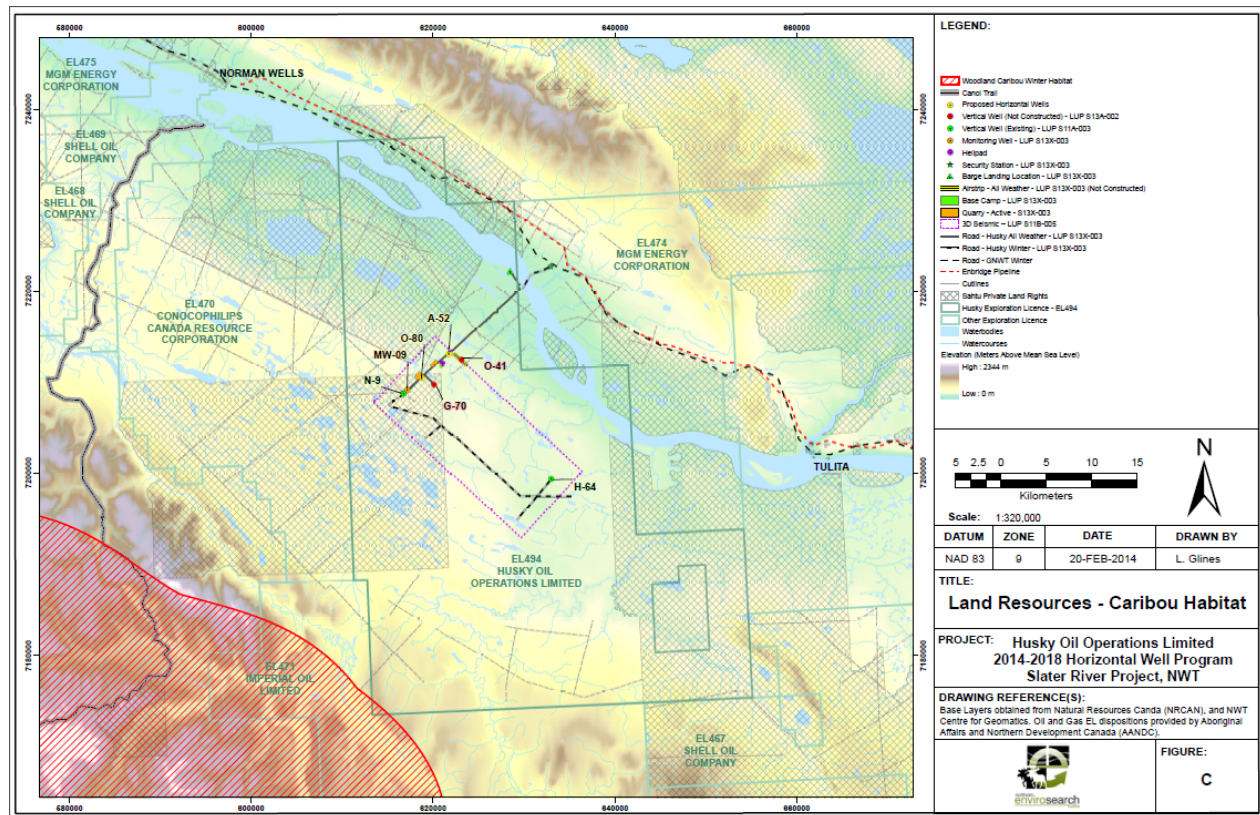 680000
600000
620000
640000
660000
7240000
7220000
7200000
7180000
7240000
7220000
7200000
7180000
680000
600000
620000
640000
660000
EL475
MGM ENERGY
CORPORATION
NORMAN WELLS
EL469
SHELL OIL
COMPANY
EL468
SHELL OIL
COMPANY
EL474
MGM ENERGY
CORPORATION
EL470
CONOCOPHILIPS
CANADA RESOURCE
CORPORATION
A-52
O-80
MW-09
O-41
N-9
G-70
TULITA
H-64
EL494
HUSKY OIL
OPERATIONS LIMITED
EL471
IMPERIAL OIL
LIMITED
EL467
SHELL OIL
COMPANY
LEGEND:
Woodland Caribou Winter Habitat
Canol Trail
Proposed Horizontal Wells
Vertical Well (Not Constructed) - LUP S13A-002
Vertical Well (Existing) - LUP S11A-003
Monitoring Well - LUP S13X-003
Helipad
Security Station - LUP S13X-003
Barge Landing Location - LUP S13X-003
Airstrip - All Weather - LUP S13X-003 (Not Constructed)
Base Camp - LUP S13X-003
Quarry - Active - S13X-003
3D Seismic – LUP S11B-005
Road - Husky All Weather - LUP S13X-003
Road - Husky Winter - LUP S13X-003
Road - GNWT Winter
Enbridge Pipeline
Cutlines
Sahtu Private Land Rights
Husky Exploration Licence - EL494
Other Exploration Licence
Waterbodies
Watercourses
Elevation (Meters Above Mean Sea Level)
High : 2344 m
Low : 0 m
N
5 2.5 0 5 10 15
Kilometers
Scale: 1:320,000
DATUM ZONE DATE DRAWN BY
NAD 83 9 20-FEB-2014 L. Glines
TITLE:
Land Resources - Caribou Habitat
PROJECT: Husky Oil Operations Limited
2014-2018 Horizontal Well Program
Slater River Project, NWT
DRAWING REFERENCE(S):
Base Layers obtained from Natural Resources Canda (NRCAN), and NWT
Centre for Geomatics. Oil and Gas EL dispositions provided by Aboriginal
Affairs and Northern Development Canada (AANDC).
envirosearch
FIGURE:
C